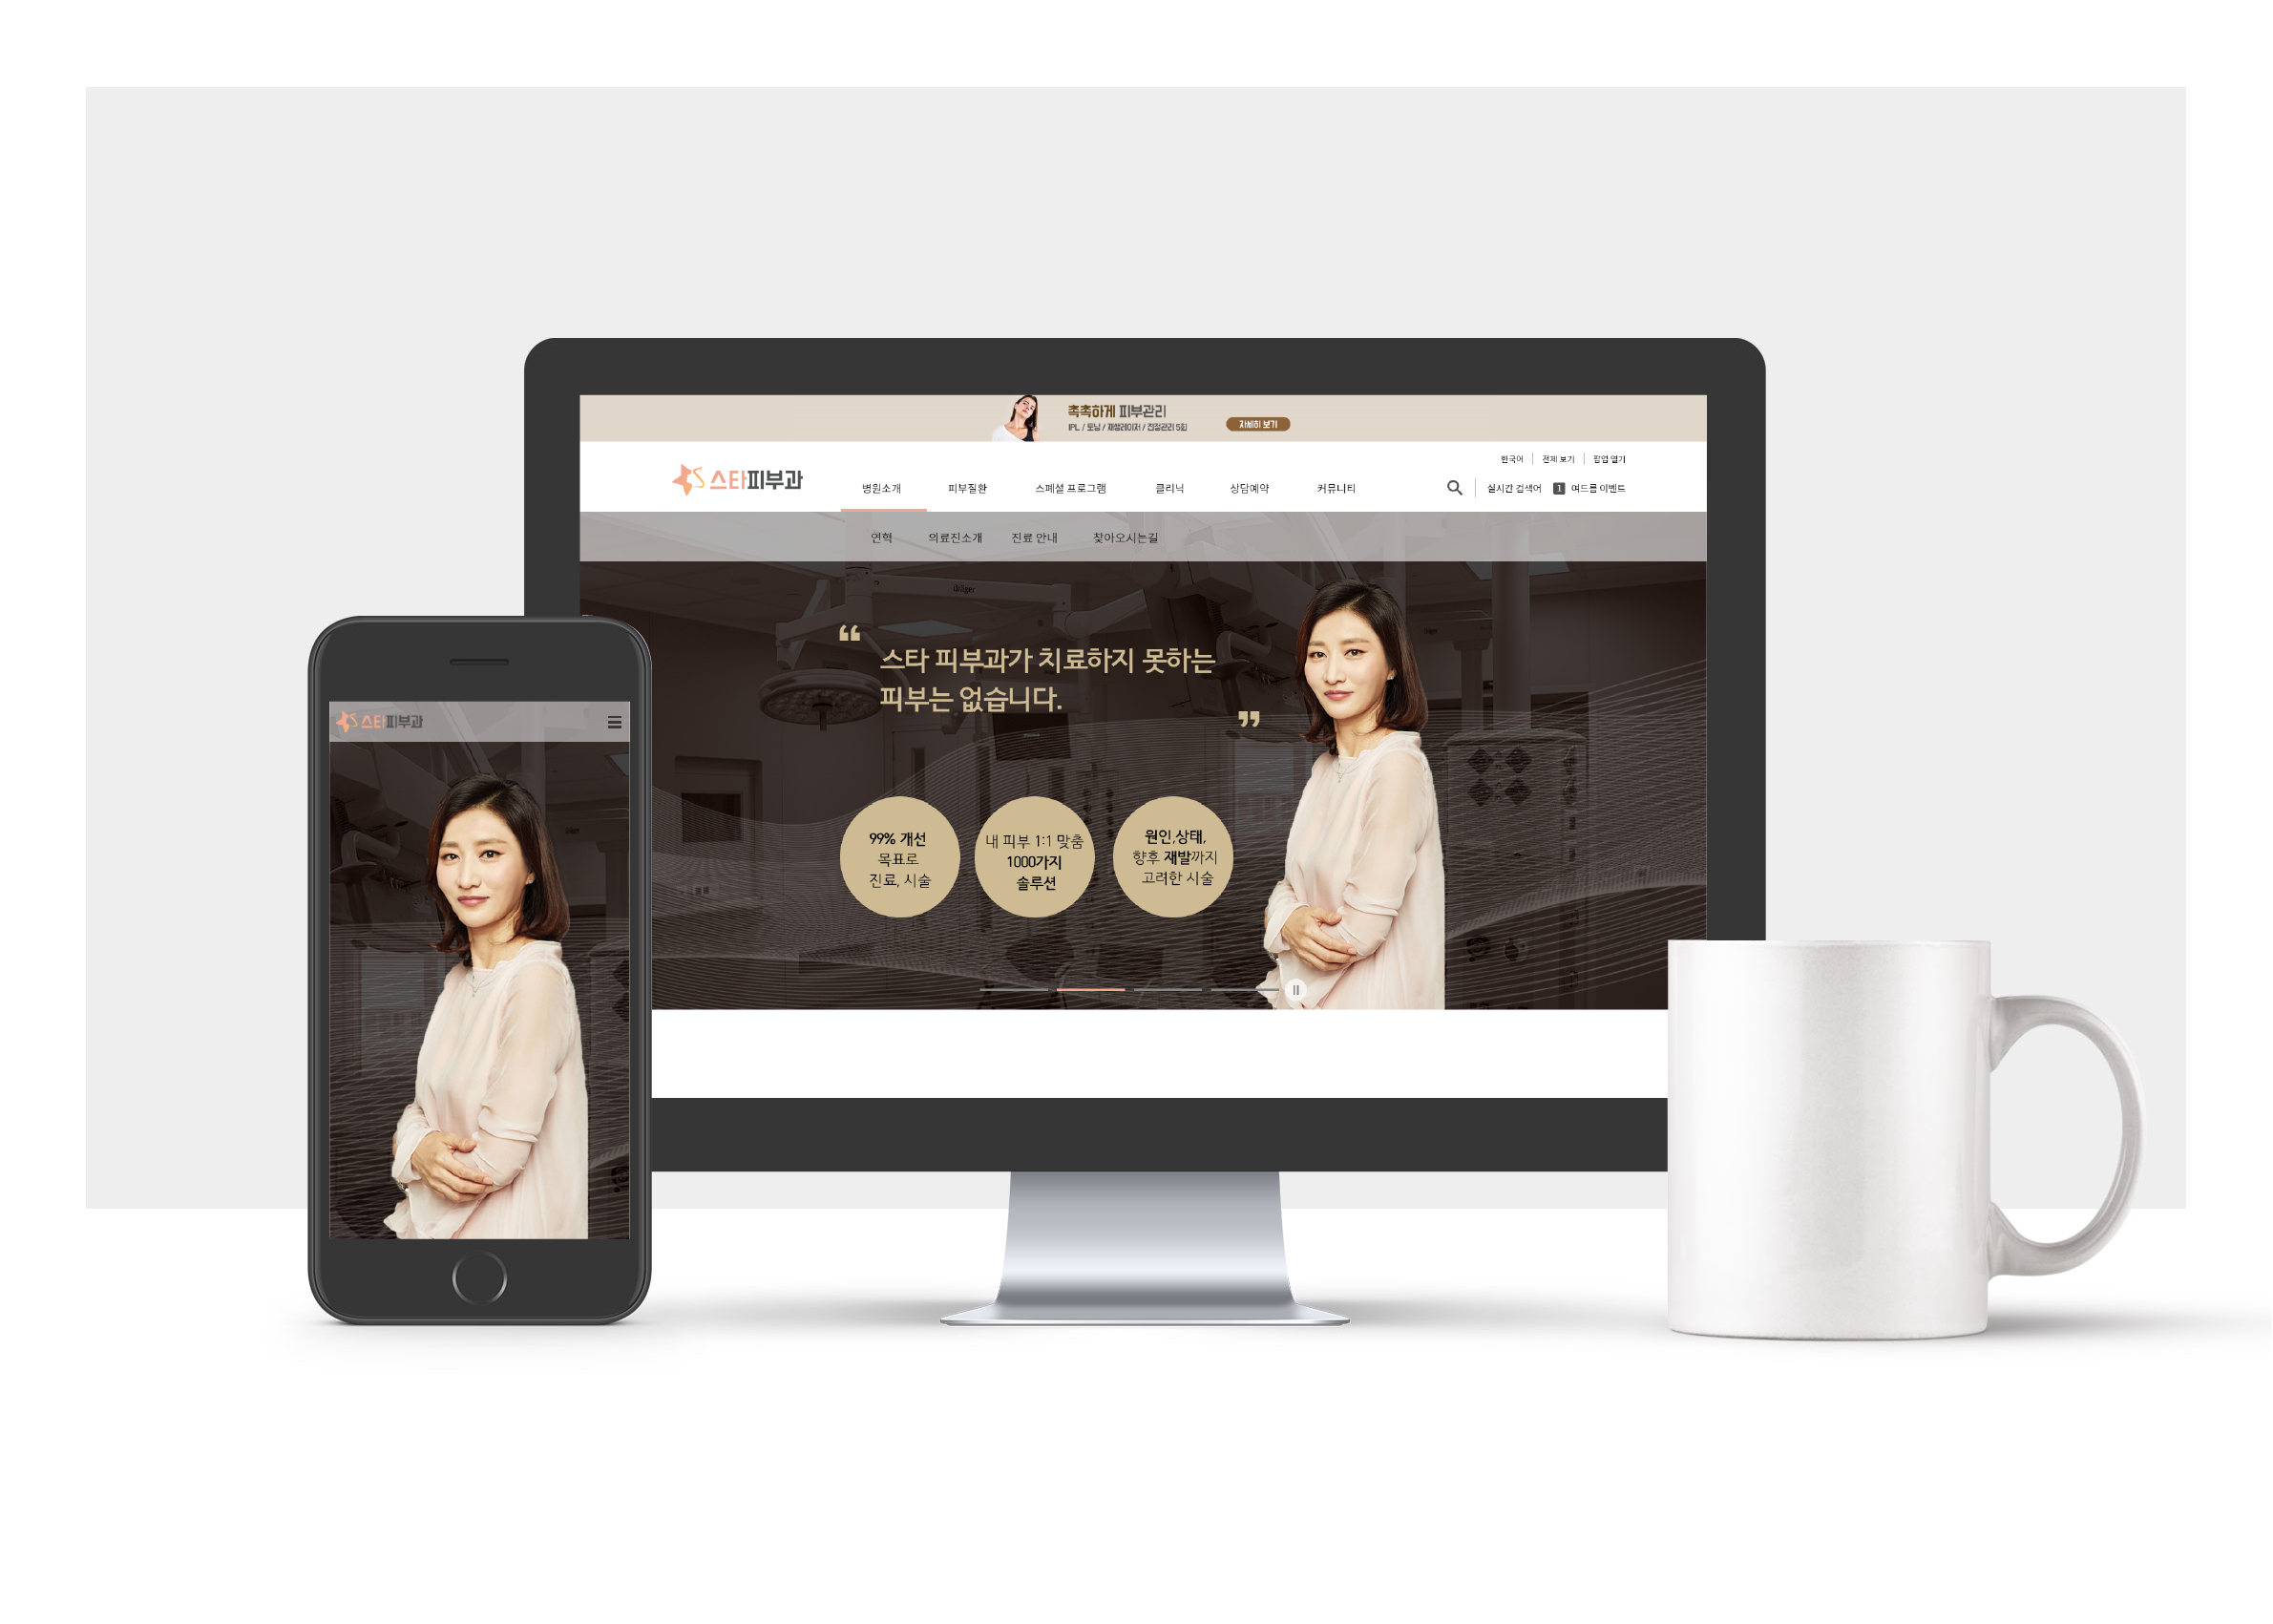 촉촉하게 피부관리
IPL / 토닝 / 재생레이저 / 진정관리 5회
자세히 보기
한국어 전체 보기 팝업 열기
스타피부과
병원소개 피부질환 스페셜 프로그램 클리닉 상담예약 커뮤니티
실시간 검색어 1 여드름 이벤트
연혁 의료진소개 진료 안내 찾아오시는길
Dräger
“
스타 피부과가 치료하지 못하는
피부는 없습니다.
”
99% 개선
목표로
진료, 시술
내 피부 1:1 맞춤
1000가지
솔루션
원인,상태,
향후 재발까지
고려한 시술
스타피부과